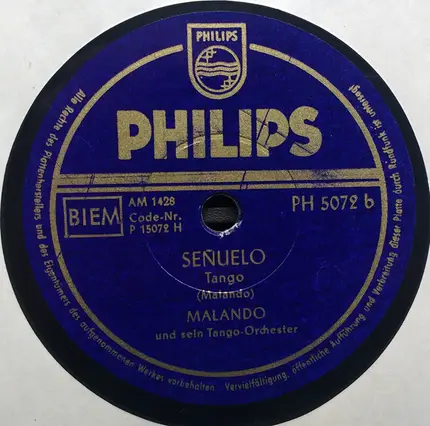 PHILIPS
PHILIPS
BIEM
AM 1428
Code-Nr.
P 15072 H
PH 5072 b
SEÑUELO
Tango
(Malando)
MALANDO
und sein Tango-Orchester
Alle Rechte des Plattenherstellers und des Eigentümers des aufgenommenen Werkes vorbehalten. Vervielfältigung, öffentliche Aufführung und Verbreitung dieser Platte durch Rundfunk ist untersagt!